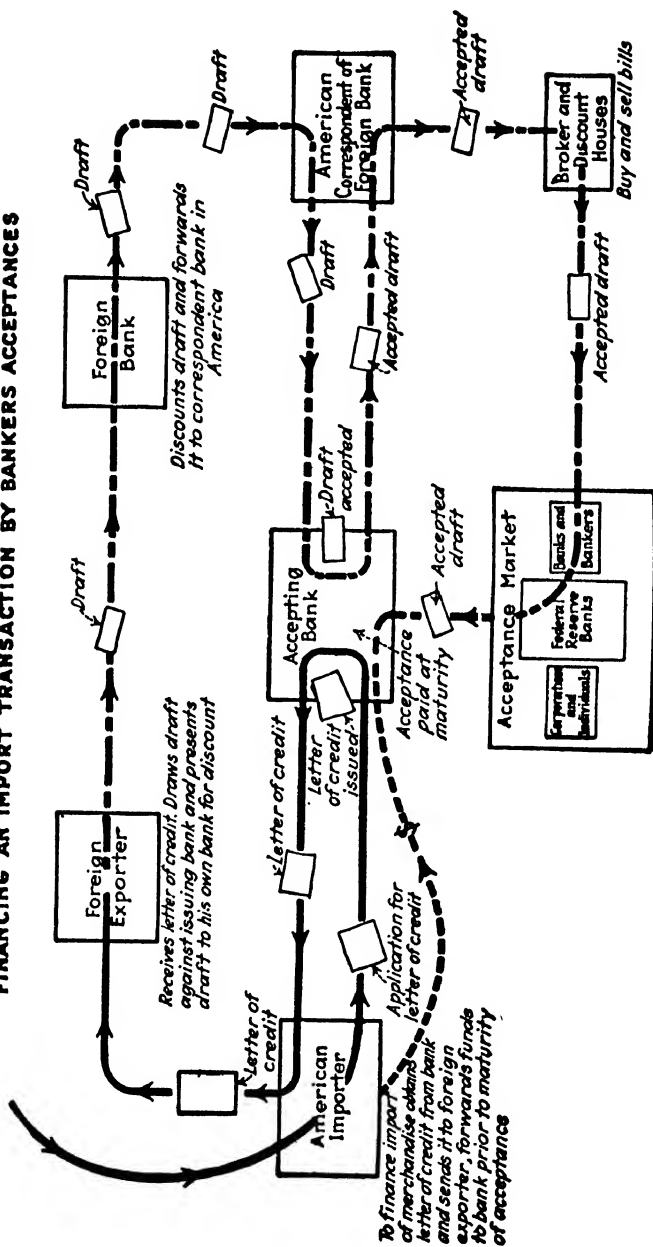 FINANCING AN IMPORT TRANSACTION BY BANKERS ACCEPTANCES
Foreign
Exporter
Receives letter of credit. Draws draft
against issuing bank and presents
draft to his own bank for discount
Draft
Foreign
Bank
Discounts draft and forwards
it to correspondent bank in
America
Draft
Draft
Letter of
credit
American
Importer
To finance import
of merchandise obtains
letter of credit from bank
and sends it to foreign
exporter, forwards funds
to bank prior to maturity
of acceptance
Letter of credit
Application for
letter of credit
Letter
of credit
issued
Accepting
Bank
Draft
accepted
Draft
Accepted draft
American
Correspondent of
Foreign Bank
Accepted
draft
Acceptance
paid at
maturity
Accepted
draft
Acceptance Market
Corporations
and
Individuals
Federal
Reserve
Banks
Banks and
Bankers
Accepted draft
Broker and
Discount
Houses
Buy and sell bills